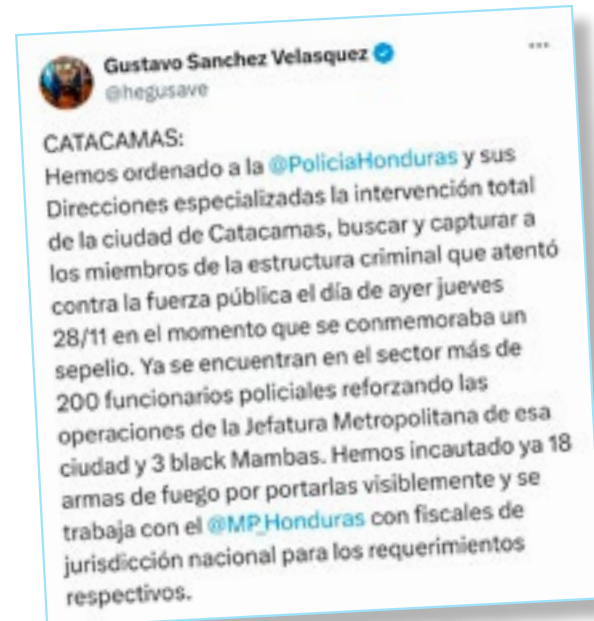 Gustavo Sanchez Velasquez
@hegusave
CATACAMAS:
Hemos ordenado a la @PoliciaHonduras y sus
Direcciones especializadas la intervención total
de la ciudad de Catacamas, buscar y capturar a
los miembros de la estructura criminal que atentó
contra la fuerza pública el día de ayer jueves
28/11 en el momento que se conmemoraba un
sepelio. Ya se encuentran en el sector más de
200 funcionarios policiales reforzando las
operaciones de la Jefatura Metropolitana de esa
ciudad y 3 black Mambas. Hemos incautado ya 18
armas de fuego por portarlas visiblemente y se
trabaja con el @MP_Honduras con fiscales de
jurisdicción nacional para los requerimientos
respectivos.